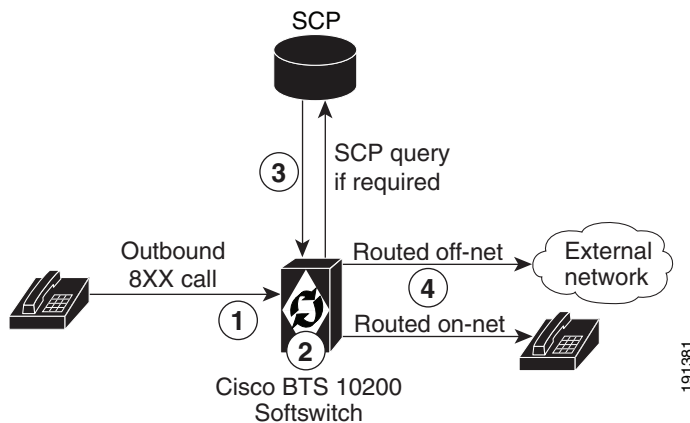 SCP
3
SCP query
if required
Outbound
8XX call
1
2
Routed off-net
4
Routed on-net
External
network
Cisco BTS 10200
Softswitch
191381